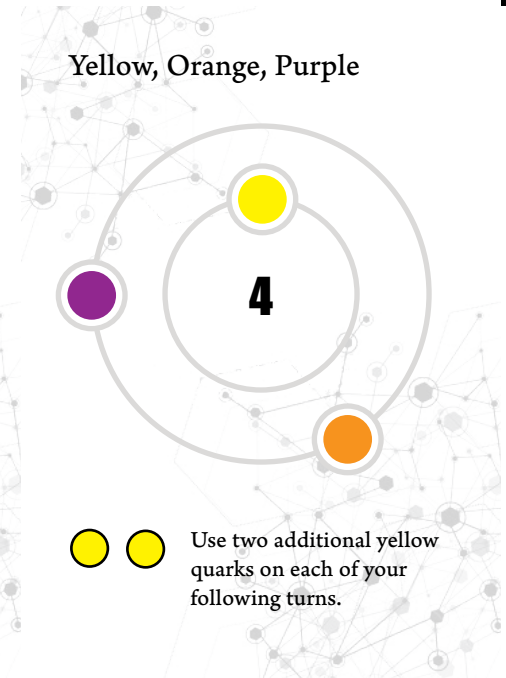 Yellow, Orange, Purple
4
Use two additional yellow
quarks on each of your
following turns.